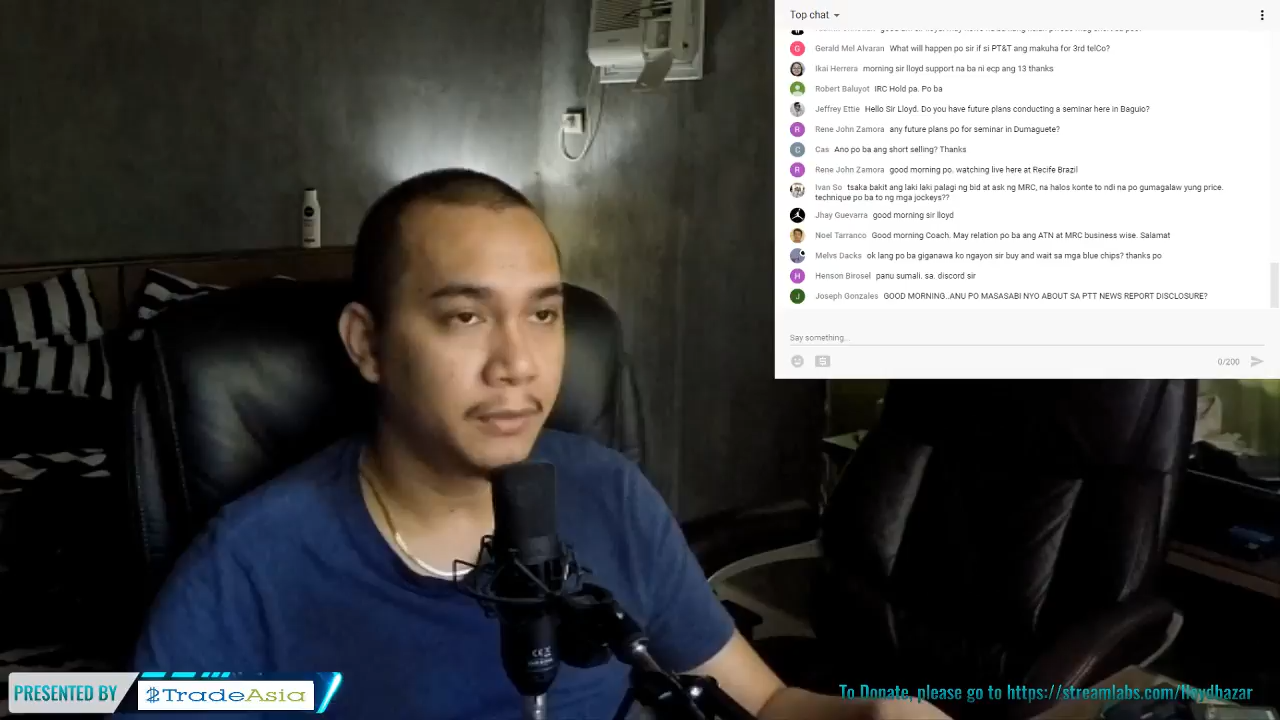 Top chat
Gerald Mel Alvaran What will happen po sir if si PT&T ang makuha for 3rd telCo?
Ikai Herrera morning sir lloyd support na ba ni ecp ang 13 thanks
Robert Baluyot IRC Hold pa. Po ba
Jeffrey Ettie Hello Sir Lloyd. Do you have future plans conducting a seminar here in Baguio?
Rene John Zamora any future plans po for seminar in Dumaguete?
Cas Ano po ba ang short selling? Thanks
Rene John Zamora good morning po. watching live here at Recife Brazil
Ivan So tsaka bakit ang laki laki palagi ng bid at ask ng MRC, na halos konte to ndi na po gumagalaw yung price.
technique po ba to ng mga jockeys??
Jhay Guevarra good morning sir lloyd
Noel Tarranco Good morning Coach. May relation po ba ang ATN at MRC business wise. Salamat
Melvs Dacks ok lang po ba giganawa ko ngayon sir buy and wait sa mga blue chips? thanks po
Henson Birosel panu sumali. sa. discord sir
Joseph Gonzales GOOD MORNING..ANU PO MASASABI NYO ABOUT SA PTT NEWS REPORT DISCLOSURE?
Say something...
0/200
NIVEA
PRESENTED BY
$TradeAsia
To Donate, please go to https://streamlabs.com/lloydbazar